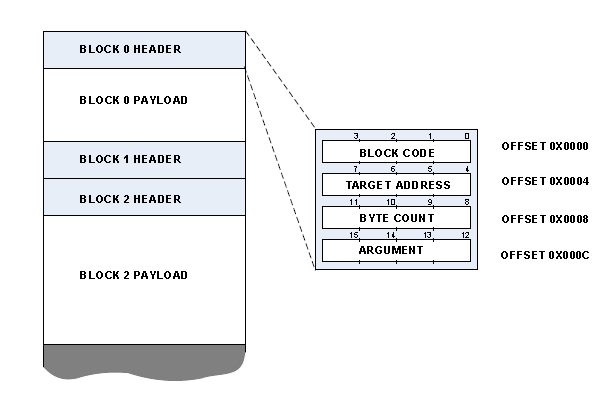 BLOCK 0 HEADER
BLOCK 0 PAYLOAD
BLOCK 1 HEADER
BLOCK 2 HEADER
BLOCK 2 PAYLOAD
3 2 1 0
BLOCK CODE
OFFSET 0X0000
7 6 5 4
TARGET ADDRESS
OFFSET 0X0004
11 10 9 8
BYTE COUNT
OFFSET 0X0008
15 14 13 12
ARGUMENT
OFFSET 0X000C